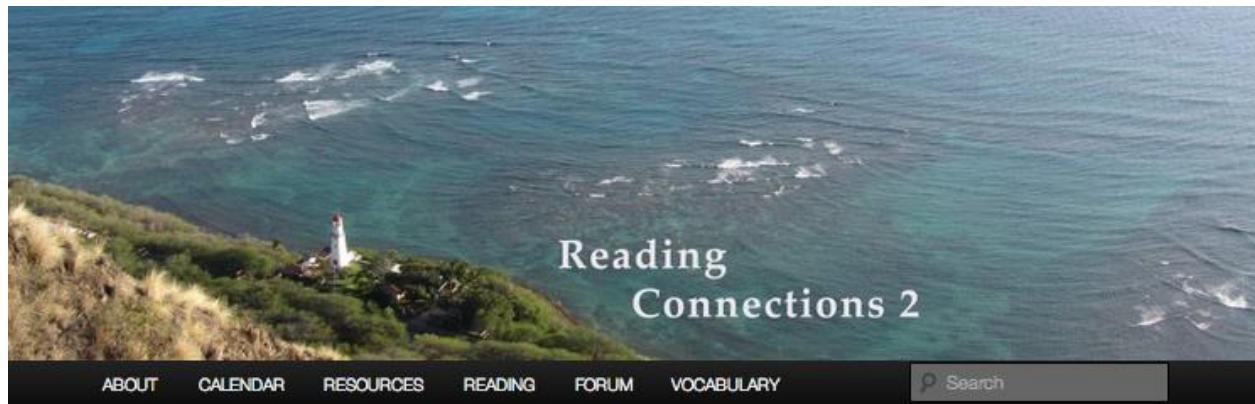 Reading
Connections 2
ABOUT CALENDAR RESOURCES READING FORUM VOCABULARY Search